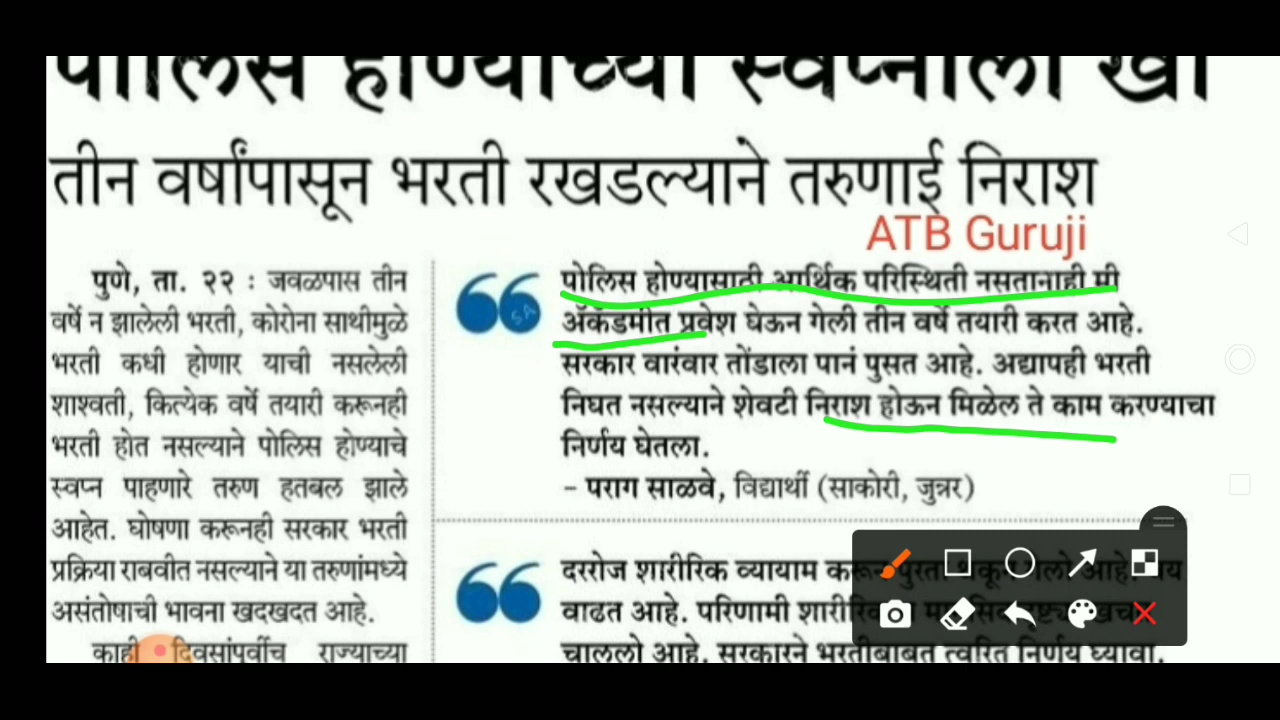 पोलिस होण्याच्या स्वप्नाला
तीन वर्षांपासून भरती रखडल्याने तरुणाई निराश
ATB Guruji
पुणे, ता. २२ : जवळपास तीन
वर्षे न झालेली भरती, कोरोना साथीमुळे
भरती कधी होणार याची नसलेली
शाश्वती, कित्येक वर्षे तयारी करूनही
भरती होत नसल्याने पोलिस होण्याचे
स्वप्न पाहणारे तरुण हतबल झाले
आहेत. घोषणा करूनही सरकार भरती
प्रक्रिया राबवीत नसल्याने या तरुणांमध्ये
असंतोषाची भावना खदखदत आहे.
काही दिवसांपूर्वीच राज्याच्या
पोलिस होण्यासाठी आर्थिक परिस्थिती नसतानाही मी
ॲकॅडमीत प्रवेश घेऊन गेली तीन वर्षे तयारी करत आहे.
सरकार वारंवार तोंडाला पानं पुसत आहे. अद्यापही भरती
निघत नसल्याने शेवटी निराश होऊन मिळेल ते काम करण्याचा
निर्णय घेतला.
– पराग साळवे, विद्यार्थी (साकोरी, जुन्नर)
दररोज शारीरिक व्यायाम
वाढत आहे. परिणामी
चाललो आहे. सरकारने भरतीबाबत त्वरित निर्णय घ्यावा.